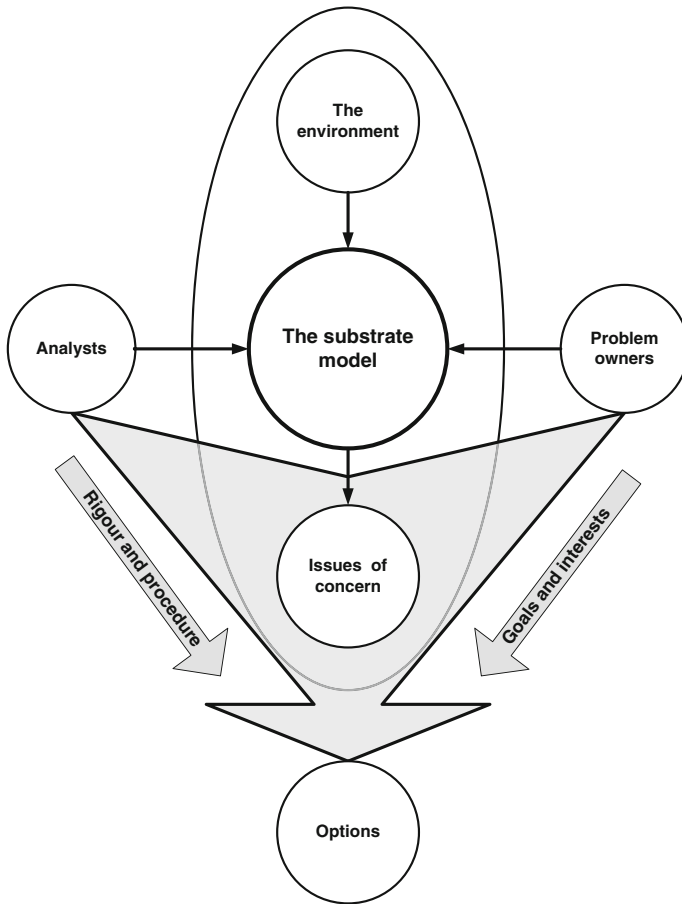 The
environment
Analysts
The substrate
model
Problem
owners
Rigour and procedure
Goals and interests
Issues of
concern
Options